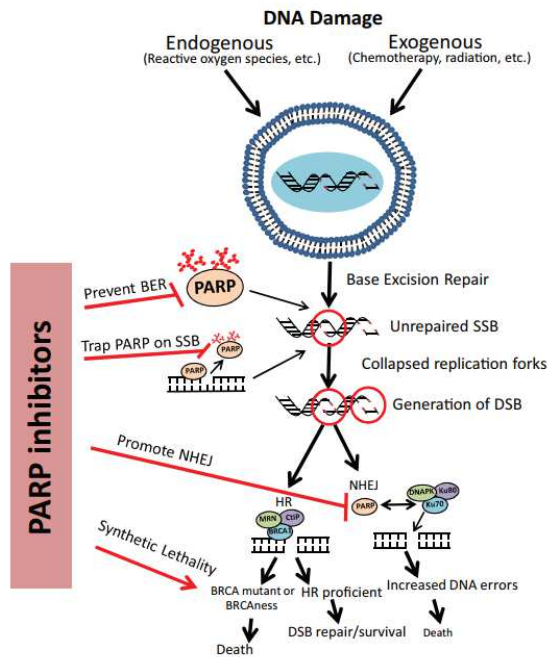 DNA Damage
Endogenous
(Reactive oxygen species, etc.)
Exogenous
(Chemotherapy, radiation, etc.)
PARP inhibitors
Prevent BER
PARP
Base Excision Repair
Trap PARP on SSB
PARP
PARP
Unrepaired SSB
Collapsed replication forks
Generation of DSB
Promote NHEJ
NHEJ
PARP
DNAPK
Ku80
Ku70
HR
MRN
CtIP
BRCA1
Synthetic Lethality
BRCA mutant or
BRCAness
HR proficient
Increased DNA errors
Death
DSB repair/survival
Death